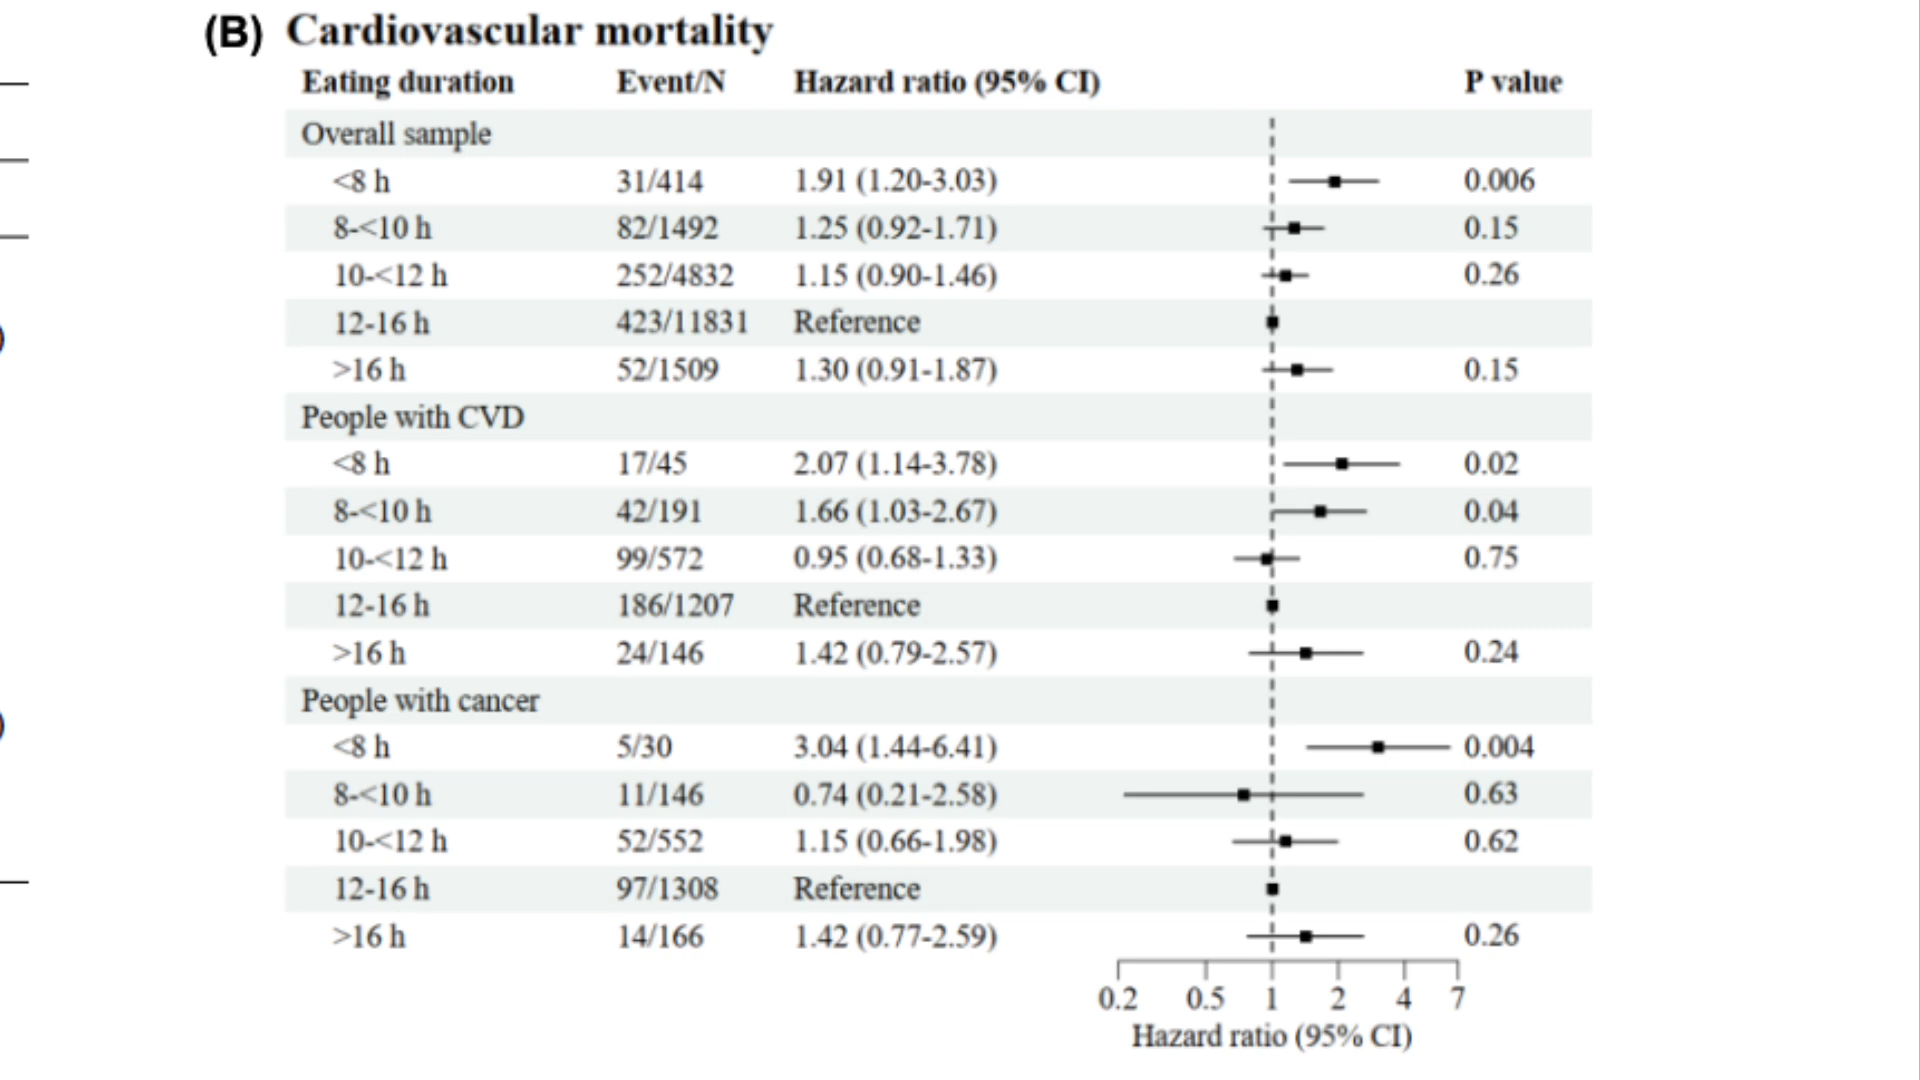 (B) Cardiovascular mortality
Eating duration Event/N Hazard ratio (95% CI) P value
Overall sample
<8 h 31/414 1.91 (1.20-3.03) 0.006
8-<10 h 82/1492 1.25 (0.92-1.71) 0.15
10-<12 h 252/4832 1.15 (0.90-1.46) 0.26
12-16 h 423/11831 Reference
>16 h 52/1509 1.30 (0.91-1.87) 0.15
People with CVD
<8 h 17/45 2.07 (1.14-3.78) 0.02
8-<10 h 42/191 1.66 (1.03-2.67) 0.04
10-<12 h 99/572 0.95 (0.68-1.33) 0.75
12-16 h 186/1207 Reference
>16 h 24/146 1.42 (0.79-2.57) 0.24
People with cancer
<8 h 5/30 3.04 (1.44-6.41) 0.004
8-<10 h 11/146 0.74 (0.21-2.58) 0.63
10-<12 h 52/552 1.15 (0.66-1.98) 0.62
12-16 h 97/1308 Reference
>16 h 14/166 1.42 (0.77-2.59) 0.26
0.2 0.5 1 2 4 7
Hazard ratio (95% CI)